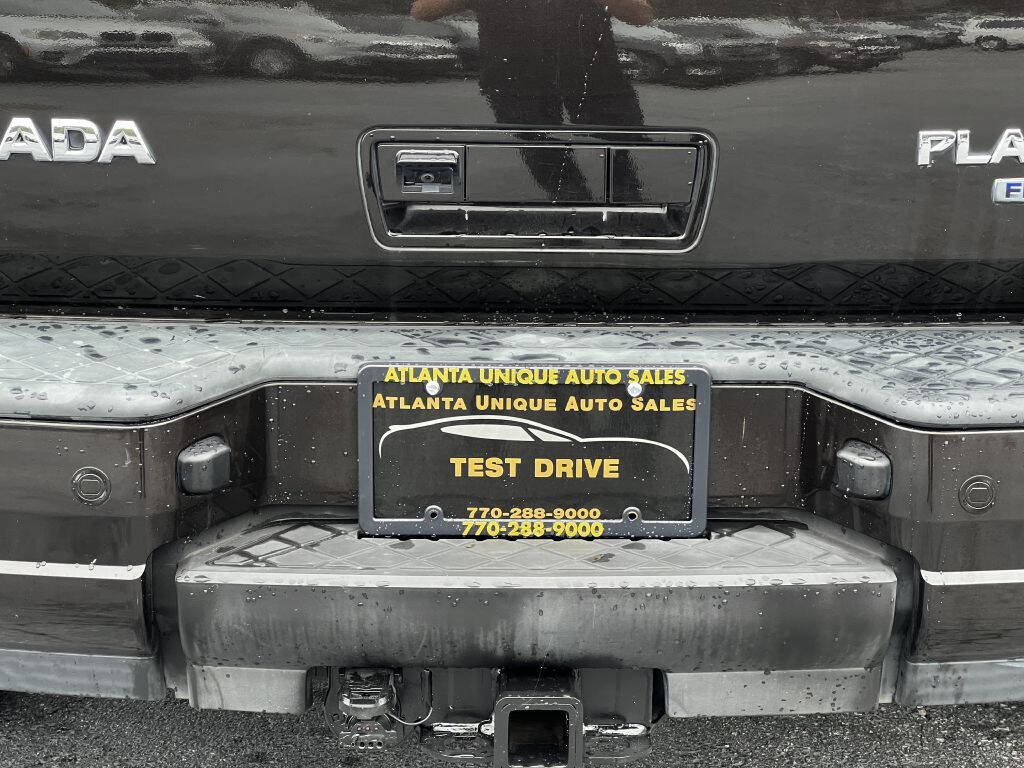 ADA
PLA
ATLANTA UNIQUE AUTO SALES
ATLANTA UNIQUE AUTO SALES
TEST DRIVE
770-288-9000
770-288-9000